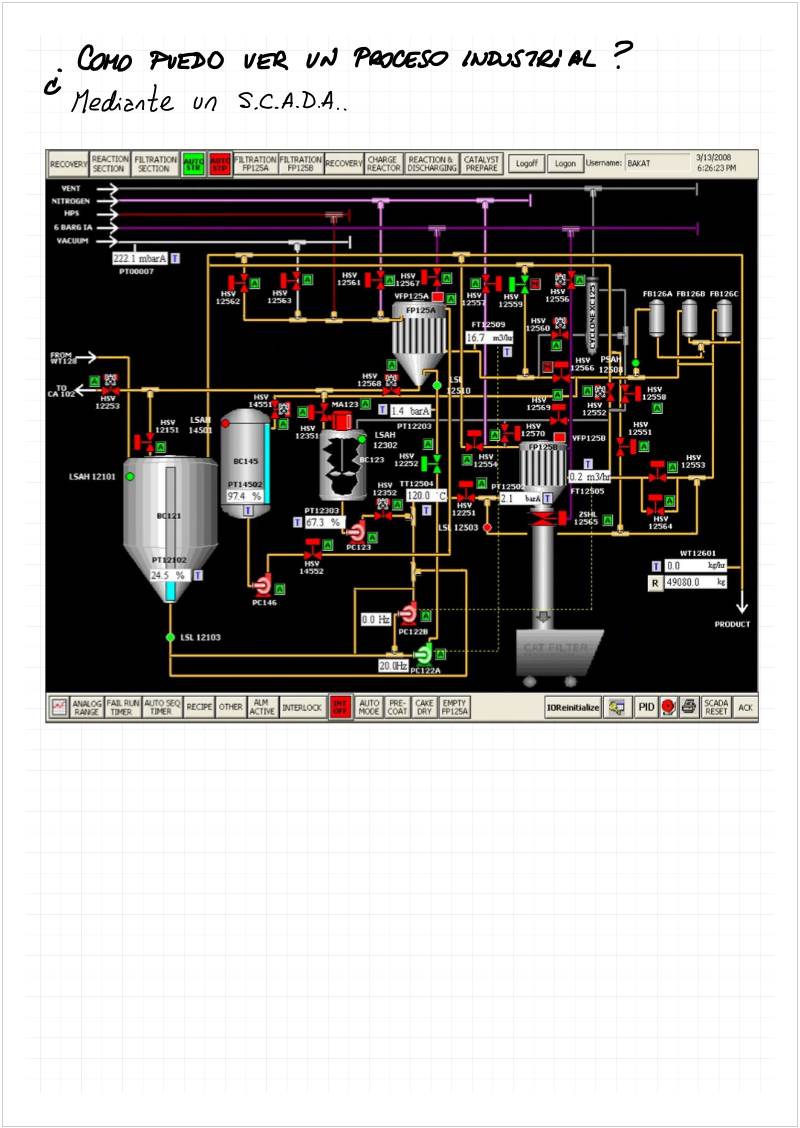 ¿Como puedo ver un proceso industrial?
Mediante un S.C.A.D.A..
RECOVERY REACTION SECTION FILTRATION SECTION AUTO STR AUTO STP FILTRATION FP125A FILTRATION FP125B RECOVERY CHARGE REACTOR REACTION & DISCHARGING CATALYST PREPARE Logoff Logon Username: BAKAT 3/13/2008 6:26:23 PM
VENT
NITROGEN
HPS
6 BARG IA
VACUUM
222.1 mbarA T
PT00007
HSV 12562 A
HSV 12563 A
HSV 12561 A
HSV 12567 A
HSV 12557 A
HSV 12559
HSV 12556 A
VFP125A
FP125A
FT12509
16.7 m3/hr
T
HSV 12560 A
CYCLONE XC125
FB126A FB126B FB126C
FROM WT128
TO CA 102
A
HSV 12253
HSV 12151 A
LSAH 14501
HSV 14551 A
MA123 A
HSV 12351
HSV 12568 A
LSL 12510
T 1.4 barA
PT12203
HSV 12566
PSAH 12508
HSV 12552 A
HSV 12558 A
HSV 12569 A
HSV 12570 A
HSV 12551 A
LSAH 12101
BC145
PT14502
97.4 %
T
LSAH 12302
BC123
HSV 12252 A
HSV 12554 A
VFP125B
FP125B
HSV 12553 A
T
0.2 m3/hr
FT12505
BC121
PT12102
24.5 % T
PT12303
T 67.3 %
HSV 12352 A
TT12504
120.0 °C
T
HSV 12251 A
PT12502
2.1 barA T
LSL 12503
ZSHL 12565 A
HSV 12564 A
PC123 A
HSV 14552 A
PC146 A
WT12601
T 0.0 kg/hr
R 49080.0 kg
PRODUCT
LSL 12103
0.0 Hz
PC122B A
20.0Hz
PC122A A
CAT FILTER
ANALOG RANGE FAIL RUN TIMER AUTO SEQ TIMER RECIPE OTHER ALM ACTIVE INTERLOCK INT OFF AUTO MODE PRE-COAT CAKE DRY EMPTY FP125A IOReinitialize PID SCADA RESET ACK